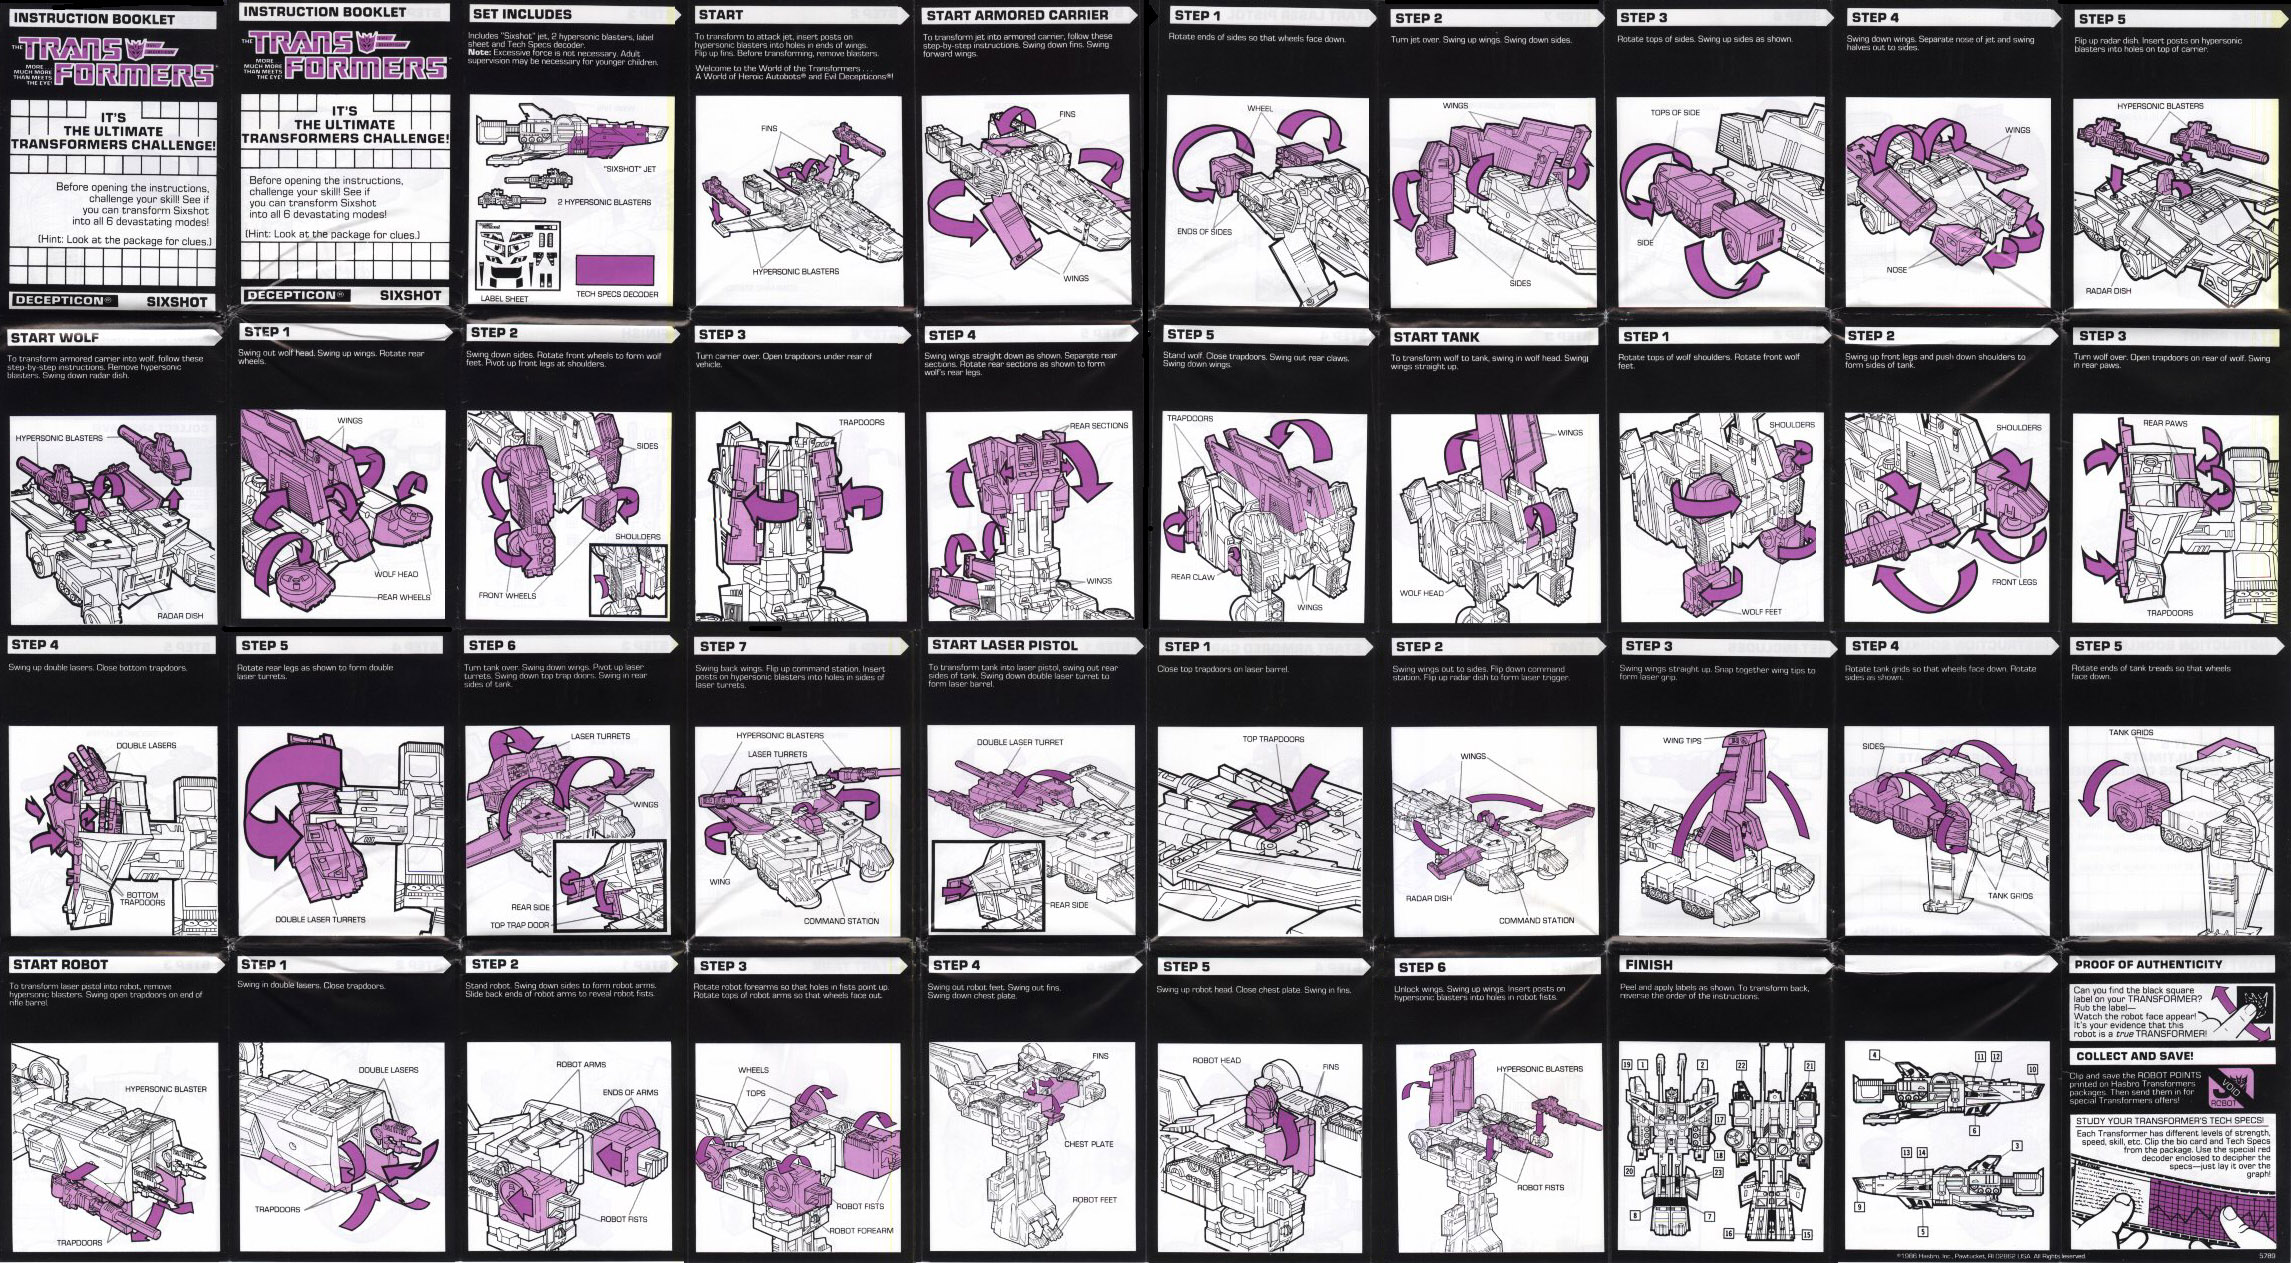 INSTRUCTION BOOKLET
THE TRANSFORMERS
MORE
MUCH MORE
THAN MEETS
THE EYE!
IT'S
THE ULTIMATE
TRANSFORMERS CHALLENGE!
Before opening the instructions,
challenge your skill! See if
you can transform Sixshot
into all 6 devastating modes!
(Hint: Look at the package for clues.)
DECEPTICON® SIXSHOT
INSTRUCTION BOOKLET
THE TRANSFORMERS
MORE
MUCH MORE
THAN MEETS
THE EYE!
IT'S
THE ULTIMATE
TRANSFORMERS CHALLENGE!
Before opening the instructions,
challenge your skill! See if
you can transform Sixshot
into all 6 devastating modes!
(Hint: Look at the package for clues.)
DECEPTICON® SIXSHOT
SET INCLUDES
Includes "Sixshot" jet, 2 hypersonic blasters, label
sheet and Tech Specs decoder.
Note: Excessive force is not necessary. Adult
supervision may be necessary for younger children.
"SIXSHOT" JET
2 HYPERSONIC BLASTERS
LABEL SHEET
TECH SPECS DECODER
START
To transform to attack jet, insert posts on
hypersonic blasters into holes in ends of wings.
Flip up fins. Before transforming, remove blasters.
Welcome to the World of the Transformers . . .
A World of Heroic Autobots® and Evil Decepticons®!
FINS
HYPERSONIC BLASTERS
START ARMORED CARRIER
To transform jet into armored carrier, follow these
step-by-step instructions. Swing down fins. Swing
forward wings.
FINS
WINGS
STEP 1
Rotate ends of sides so that wheels face down.
WHEEL
ENDS OF SIDES
STEP 2
Turn jet over. Swing up wings. Swing down sides.
WINGS
SIDES
STEP 3
Rotate tops of sides. Swing up sides as shown.
TOPS OF SIDE
SIDE
STEP 4
Swing down wings. Separate nose of jet and swing
halves out to sides.
WINGS
NOSE
STEP 5
Flip up radar dish. Insert posts on hypersonic
blasters into holes on top of carrier.
HYPERSONIC BLASTERS
RADAR DISH
START WOLF
To transform armored carrier into wolf, follow these
step-by-step instructions. Remove hypersonic
blasters. Swing down radar dish.
HYPERSONIC BLASTERS
RADAR DISH
STEP 1
Swing out wolf head. Swing up wings. Rotate rear
wheels.
WINGS
WOLF HEAD
REAR WHEELS
STEP 2
Swing down sides. Rotate front wheels to form wolf
feet. Pivot up front legs at shoulders.
SIDES
SHOULDERS
FRONT WHEELS
STEP 3
Turn carrier over. Open trapdoors under rear of
vehicle.
TRAPDOORS
STEP 4
Swing wings straight down as shown. Separate rear
sections. Rotate rear sections as shown to form
wolf's rear legs.
REAR SECTIONS
WINGS
STEP 5
Stand wolf. Close trapdoors. Swing out rear claws.
Swing down wings.
TRAPDOORS
REAR CLAW
WINGS
START TANK
To transform wolf to tank, swing in wolf head. Swing
wings straight up.
WINGS
WOLF HEAD
STEP 1
Rotate tops of wolf shoulders. Rotate front wolf
feet.
SHOULDERS
WOLF FEET
STEP 2
Swing up front legs and push down shoulders to
form sides of tank.
SHOULDERS
FRONT LEGS
STEP 3
Turn wolf over. Open trapdoors on rear of wolf. Swing
in rear paws.
REAR PAWS
TRAPDOORS
STEP 4
Swing up double lasers. Close bottom trapdoors.
DOUBLE LASERS
BOTTOM
TRAPDOORS
STEP 5
Rotate rear legs as shown to form double
laser turrets.
DOUBLE LASER TURRETS
STEP 6
Turn tank over. Swing down wings. Pivot up laser
turrets. Swing down top trap doors. Swing in rear
sides of tank.
LASER TURRETS
WINGS
REAR SIDE
TOP TRAP DOOR
STEP 7
Swing back wings. Flip up command station. Insert
posts on hypersonic blasters into holes in sides of
laser turrets.
HYPERSONIC BLASTERS
LASER TURRETS
WING
COMMAND STATION
START LASER PISTOL
To transform tank into laser pistol, swing out rear
sides of tank. Swing down double laser turret to
form laser barrel.
DOUBLE LASER TURRET
REAR SIDE
STEP 1
Close top trapdoors on laser barrel.
TOP TRAPDOORS
STEP 2
Swing wings out to sides. Flip down command
station. Flip up radar dish to form laser trigger.
WINGS
RADAR DISH
COMMAND STATION
STEP 3
Swing wings straight up. Snap together wing tips to
form laser grip.
WING TIPS
STEP 4
Rotate tank grids so that wheels face down. Rotate
sides as shown.
SIDES
TANK GRIDS
STEP 5
Rotate ends of tank treads so that wheels
face down.
TANK GRIDS
START ROBOT
To transform laser pistol into robot, remove
hypersonic blasters. Swing open trapdoors on end of
rifle barrel.
HYPERSONIC BLASTER
TRAPDOORS
STEP 1
Swing in double lasers. Close trapdoors.
DOUBLE LASERS
TRAPDOORS
STEP 2
Stand robot. Swing down sides to form robot arms.
Slide back ends of robot arms to reveal robot fists.
ROBOT ARMS
ENDS OF ARMS
ROBOT FISTS
STEP 3
Rotate robot forearms so that holes in fists point up.
Rotate tops of robot arms so that wheels face out.
WHEELS
TOPS
ROBOT FISTS
ROBOT FOREARM
STEP 4
Swing out robot feet. Swing out fins.
Swing down chest plate.
FINS
CHEST PLATE
ROBOT FEET
STEP 5
Swing up robot head. Close chest plate. Swing in fins.
ROBOT HEAD
FINS
STEP 6
Unlock wings. Swing up wings. Insert posts on
hypersonic blasters into holes in robot fists.
HYPERSONIC BLASTERS
ROBOT FISTS
FINISH
Peel and apply labels as shown. To transform back,
reverse the order of the instructions.
19 1 2 22 21
17
18
20 23
8 7 16 15
4 11 12 10
6
13 14 3
9 5
PROOF OF AUTHENTICITY
Can you find the black square
label on your TRANSFORMER?
Rub the label—
Watch the robot face appear!
It's your evidence that this
robot is a true TRANSFORMER!
COLLECT AND SAVE!
Clip and save the ROBOT POINTS
printed on Hasbro Transformers
packages. Then send them in for
special Transformers offers!
VOID
ROBOT
STUDY YOUR TRANSFORMER'S TECH SPECS!
Each Transformer has different levels of strength,
speed, skill, etc. Clip the bio card and Tech Specs
from the package. Use the special red
decoder enclosed to decipher the
specs—just lay it over the
graph!
©1986 Hasbro, Inc., Pawtucket, RI 02862 USA. All Rights Reserved.
5789